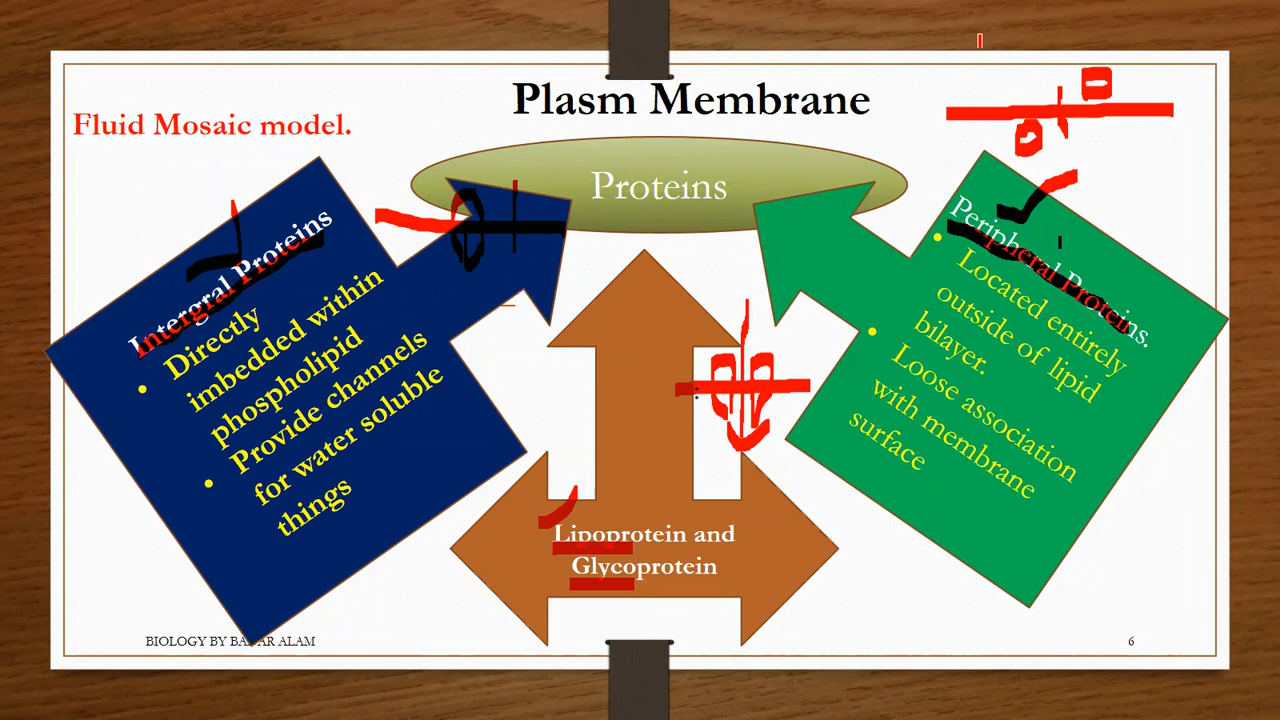 Plasm Membrane
Fluid Mosaic model.
Proteins
Intergral Proteins
• Directly
imbedded within
phospholipid
• Provide channels
for water soluble
things
Peripheral Proteins.
• Located entirely
outside of lipid
bilayer.
• Loose association
with membrane
surface
Lipoprotein and
Glycoprotein
BIOLOGY BY BADAR ALAM
6